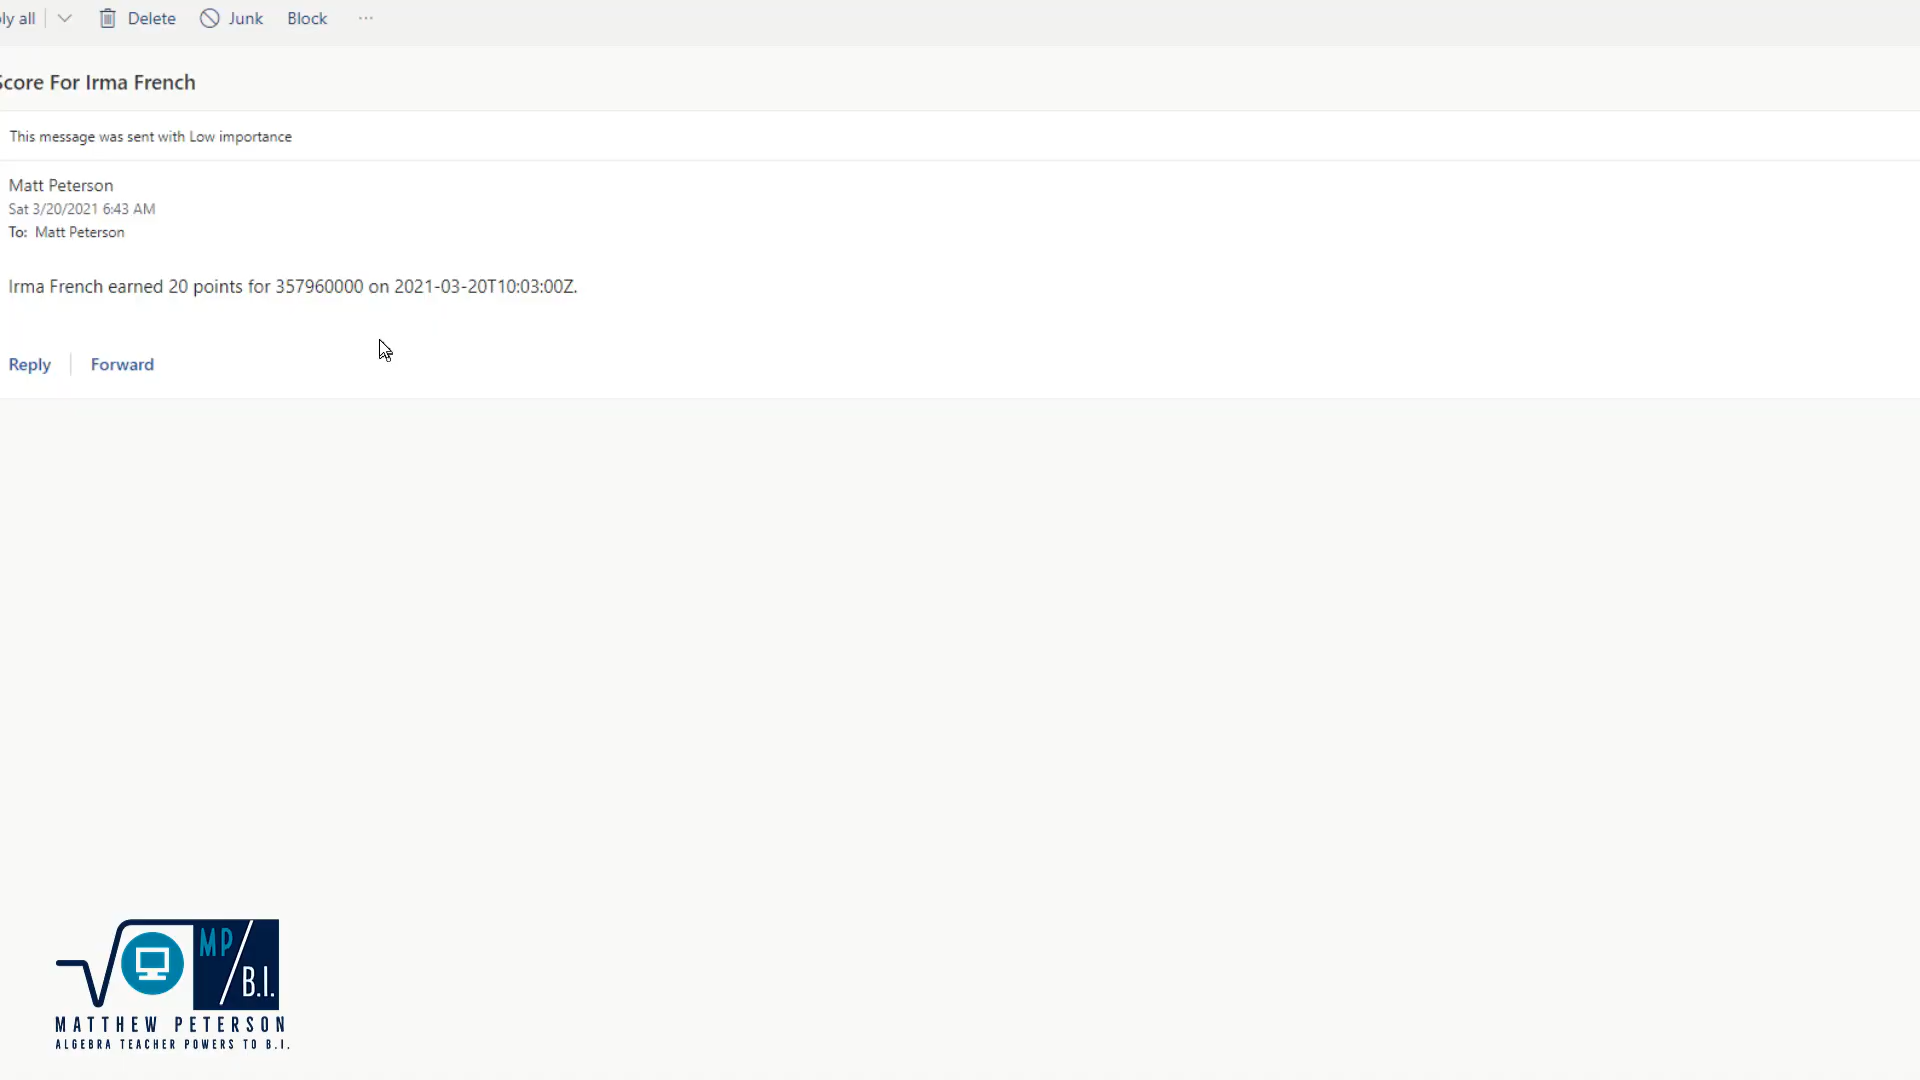 ly all Delete Junk Block ...
Score For Irma French
This message was sent with Low importance
Matt Peterson
Sat 3/20/2021 6:43 AM
To: Matt Peterson
Irma French earned 20 points for 357960000 on 2021-03-20T10:03:00Z.
Reply Forward
MP/B.I.
MATTHEW PETERSON
ALGEBRA TEACHER POWERS TO B.I.